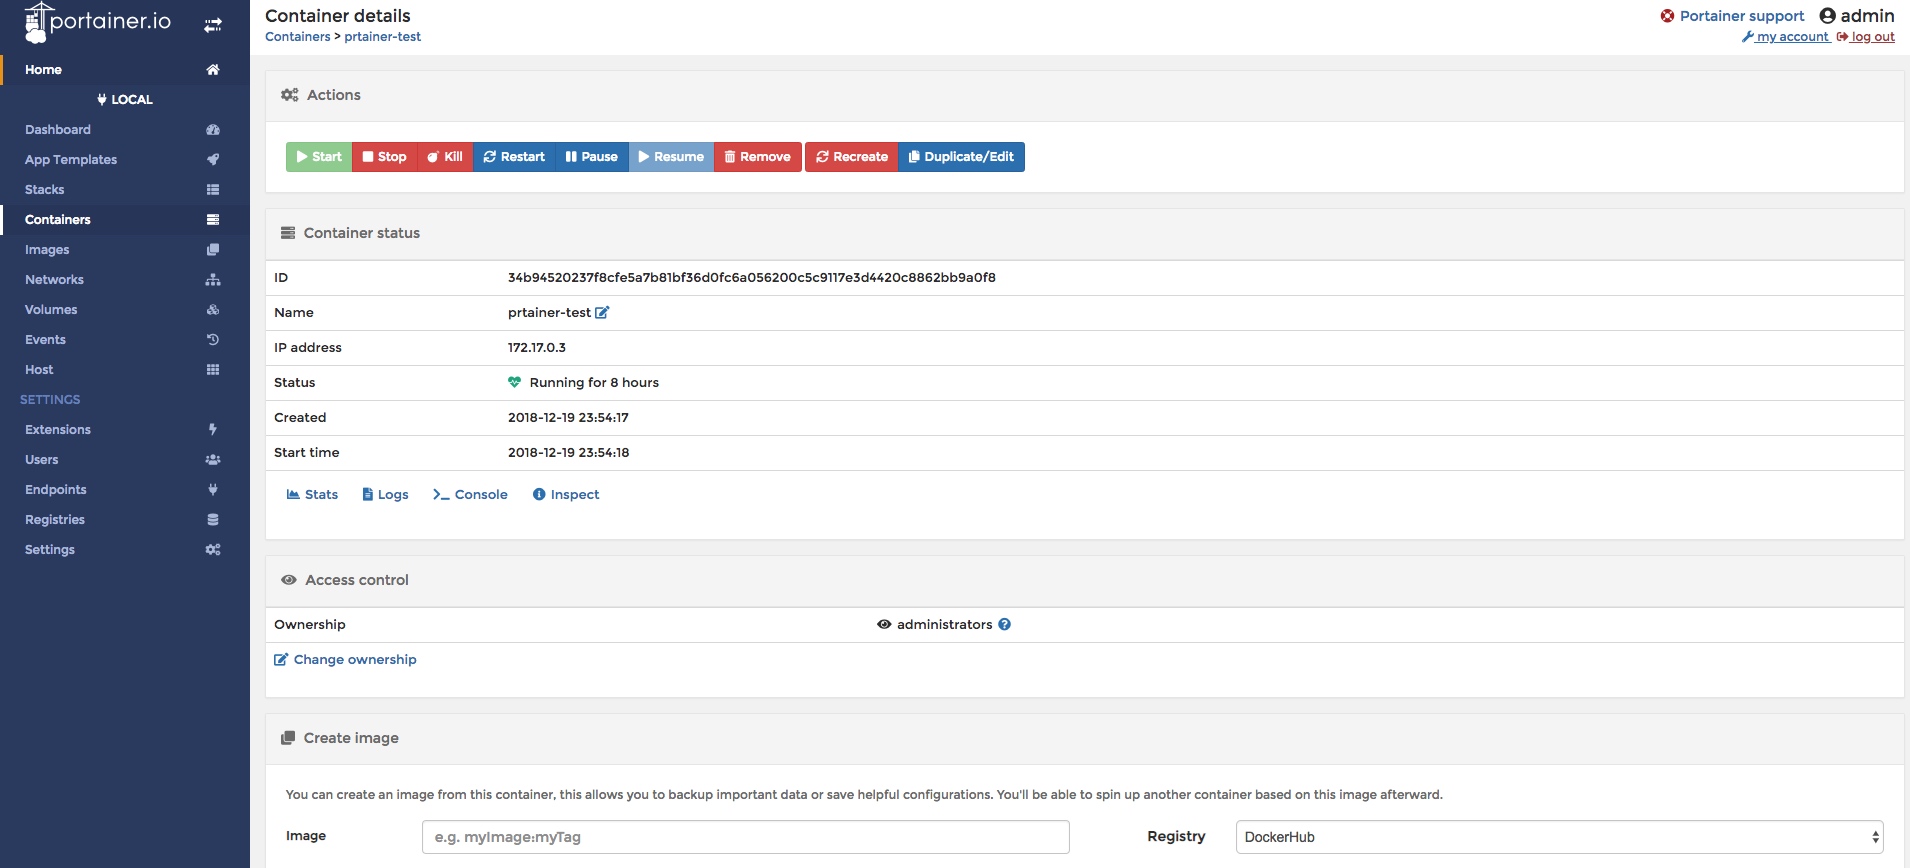 portainer.io
Home
LOCAL
Dashboard
App Templates
Stacks
Containers
Images
Networks
Volumes
Events
Host
SETTINGS
Extensions
Users
Endpoints
Registries
Settings
Container details
Containers > prtainer-test
Portainer support admin
my account log out
Actions
Start Stop Kill Restart Pause Resume Remove Recreate Duplicate/Edit
Container status
ID 34b94520237f8cfe5a7b81bf36d0fc6a056200c5c9117e3d4420c8862bb9a0f8
Name prtainer-test
IP address 172.17.0.3
Status Running for 8 hours
Created 2018-12-19 23:54:17
Start time 2018-12-19 23:54:18
Stats Logs Console Inspect
Access control
Ownership administrators
Change ownership
Create image
You can create an image from this container, this allows you to backup important data or save helpful configurations. You'll be able to spin up another container based on this image afterward.
Image e.g. myImage:myTag Registry DockerHub